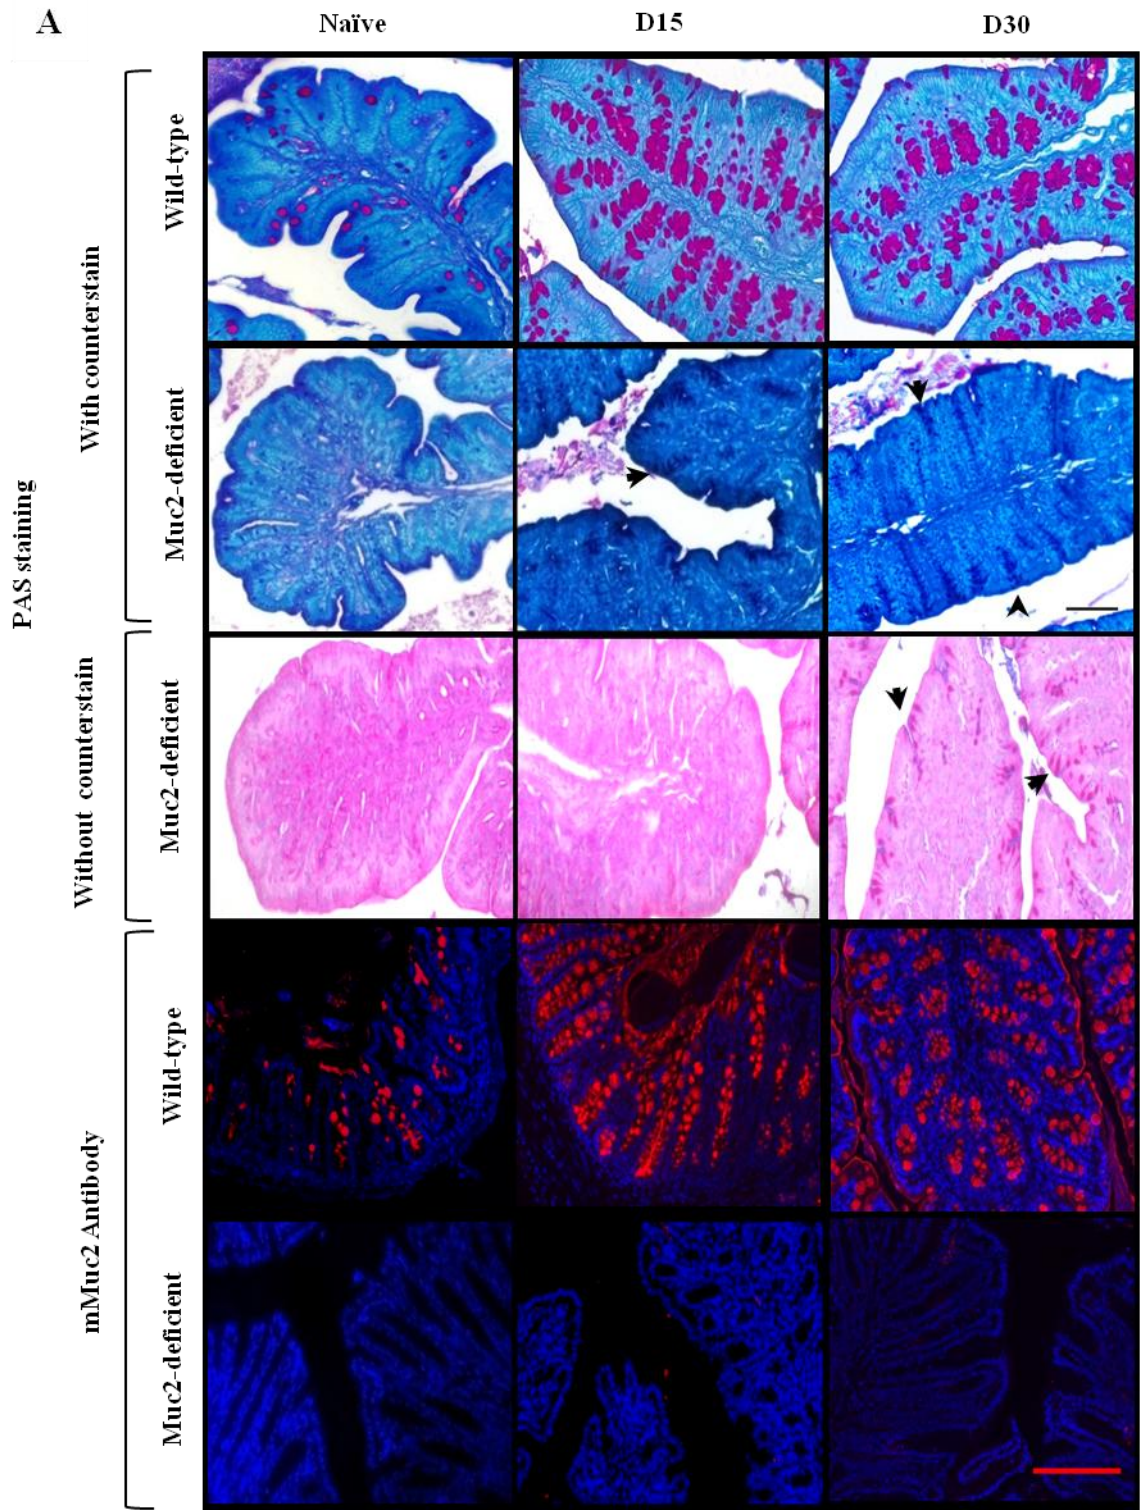 A
Naïve
D15
D30
PAS staining
With counterstain
Wild-type
Muc2-deficient
Without counterstain
Muc2-deficient
mMuc2 Antibody
Wild-type
Muc2-deficient